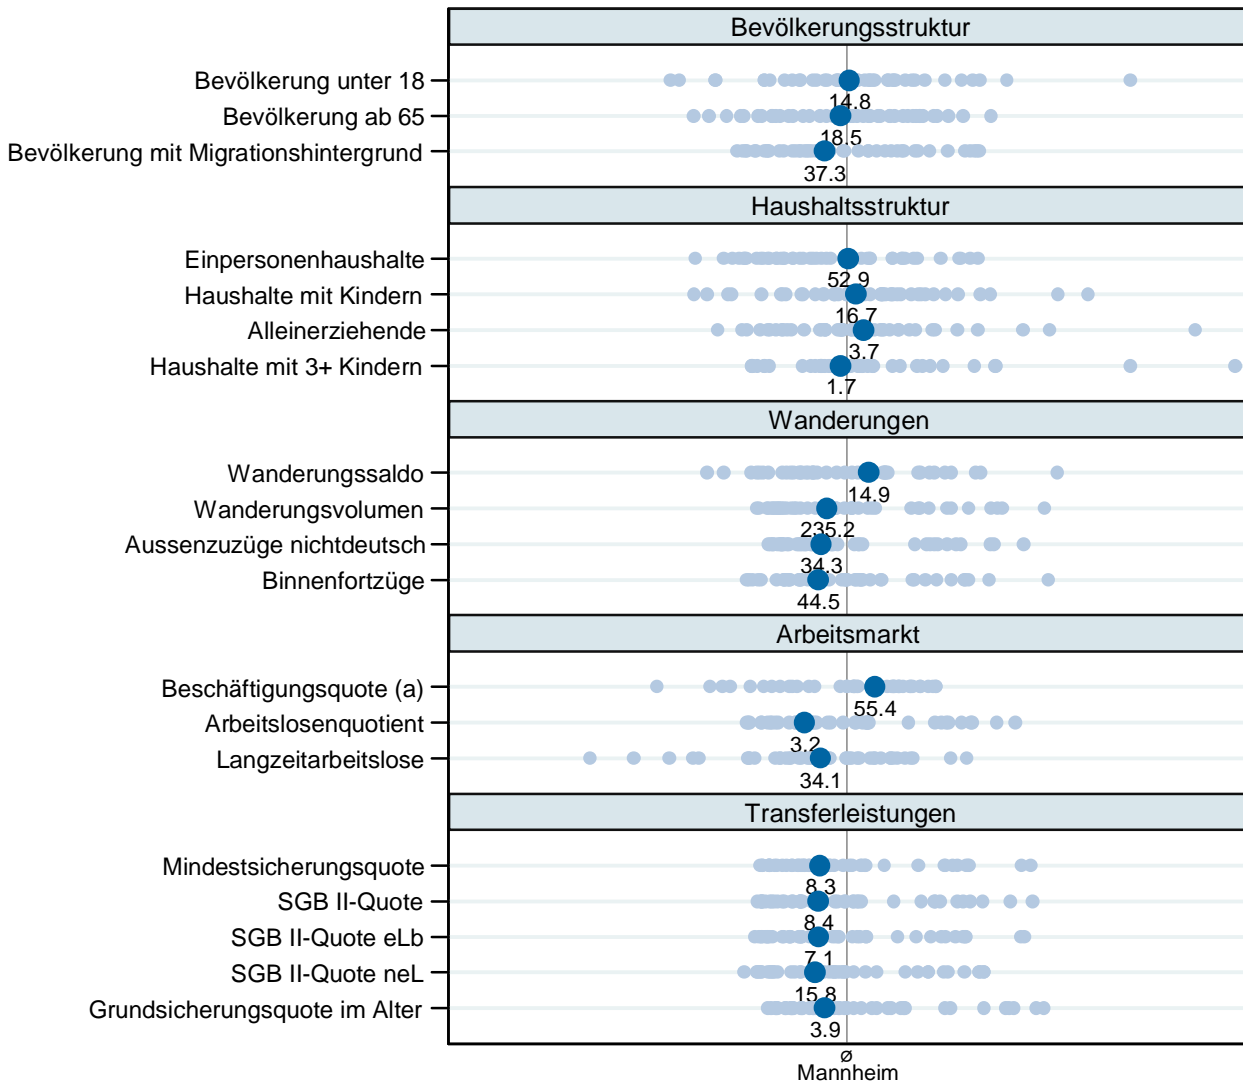 Bevölkerungsstruktur
Bevölkerung unter 18
14.8
Bevölkerung ab 65
18.5
Bevölkerung mit Migrationshintergrund
37.3
Haushaltsstruktur
Einpersonenhaushalte
52.9
Haushalte mit Kindern
16.7
Alleinerziehende
3.7
Haushalte mit 3+ Kindern
1.7
Wanderungen
Wanderungssaldo
14.9
Wanderungsvolumen
235.2
Aussenzuzüge nichtdeutsch
34.3
Binnenfortzüge
44.5
Arbeitsmarkt
Beschäftigungsquote (a)
55.4
Arbeitslosenquotient
3.2
Langzeitarbeitslose
34.1
Transferleistungen
Mindestsicherungsquote
8.3
SGB II-Quote
8.4
SGB II-Quote eLb
7.1
SGB II-Quote neL
15.8
Grundsicherungsquote im Alter
3.9
ø
Mannheim